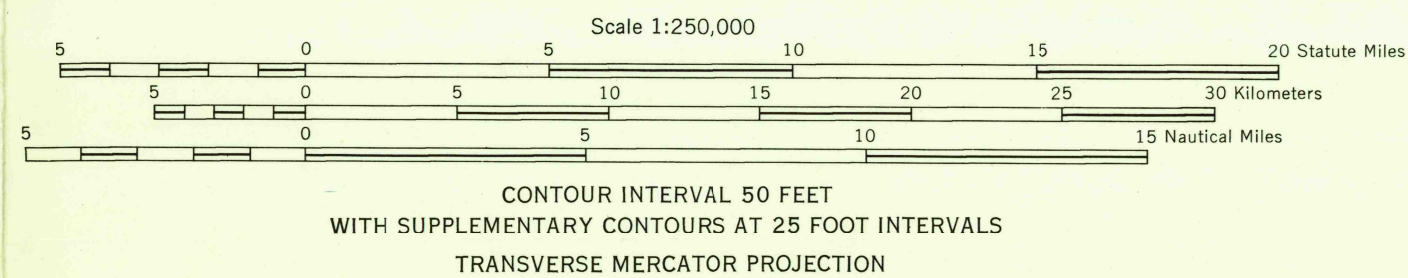 Scale 1:250,000
5 0 5 10 15 20 Statute Miles
5 0 5 10 15 20 25 30 Kilometers
5 0 5 10 15 Nautical Miles
CONTOUR INTERVAL 50 FEET
WITH SUPPLEMENTARY CONTOURS AT 25 FOOT INTERVALS
TRANSVERSE MERCATOR PROJECTION